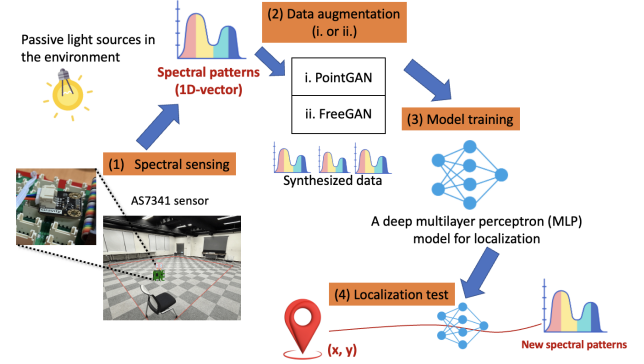 Passive light sources in
the environment
Spectral patterns
(1D-vector)
(2) Data augmentation
(i. or ii.)
i. PointGAN
ii. FreeGAN
Synthesized data
(3) Model training
A deep multilayer perceptron (MLP)
model for localization
(1) Spectral sensing
AS7341 sensor
(4) Localization test
(x, y)
New spectral patterns